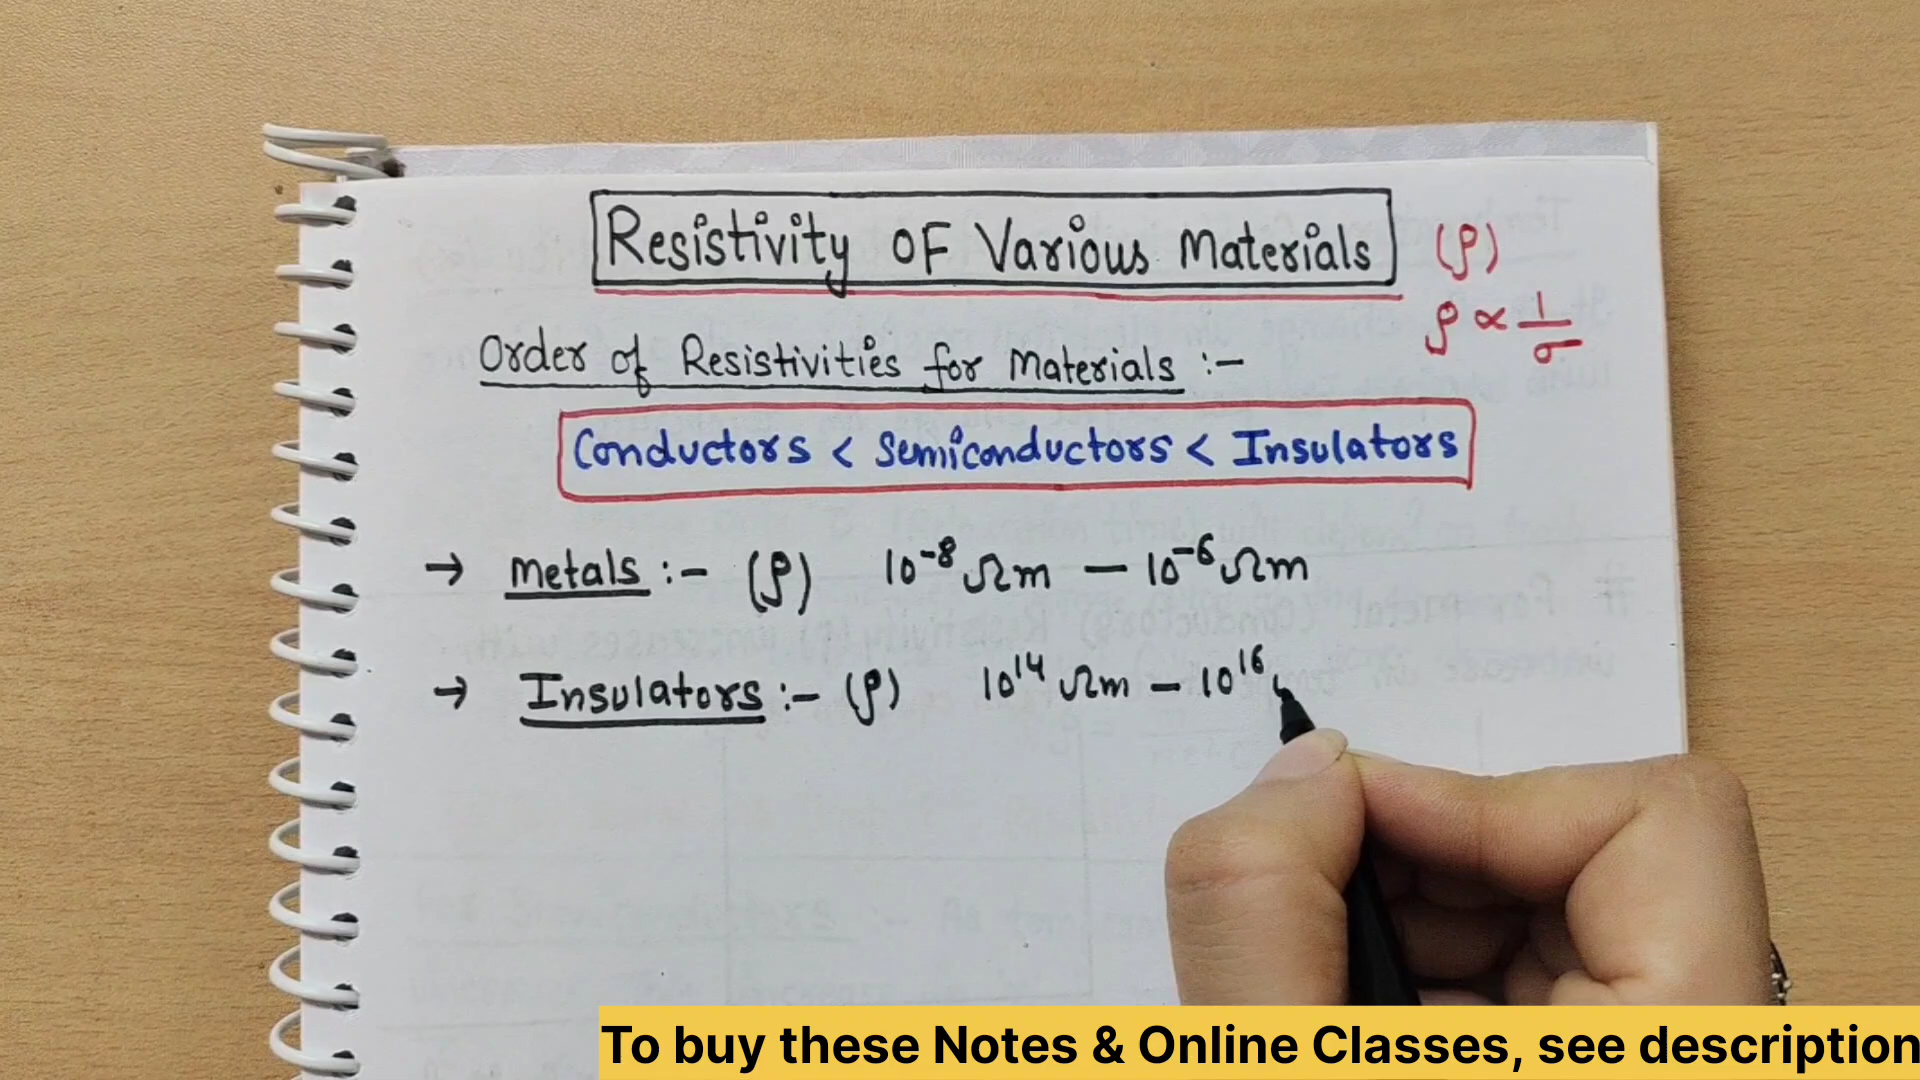 Resistivity OF Various Materials (ρ)
ρ ∝ 1/σ
Order of Resistivities for Materials :-
Conductors < Semiconductors < Insulators
→ Metals :- (ρ) 10⁻⁸ Ωm – 10⁻⁶ Ωm
→ Insulators :- (ρ) 10¹⁴ Ωm – 10¹⁶
To buy these Notes & Online Classes, see description